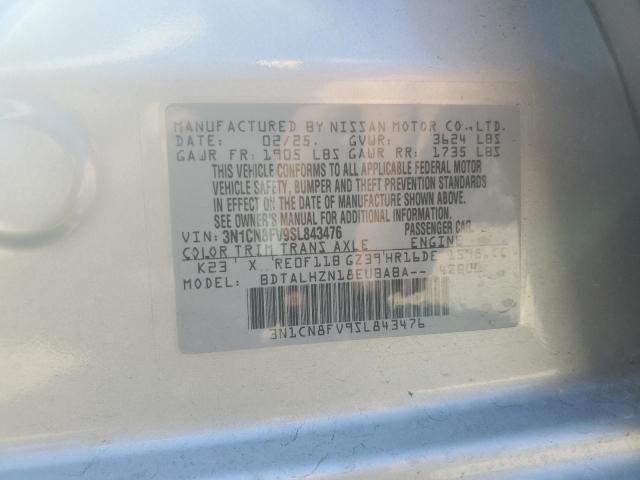 MANUFACTURED BY NISSAN MOTOR CO.,LTD.
DATE: 02/25. GVWR: 3624 LBS
GAWR FR: 1905 LBS GAWR RR: 1735 LBS
THIS VEHICLE CONFORMS TO ALL APPLICABLE FEDERAL MOTOR
VEHICLE SAFETY, BUMPER AND THEFT PREVENTION STANDARDS
IN EFFECT ON THE DATE OF MANUFACTURE SHOWN ABOVE.
SEE OWNER'S MANUAL FOR ADDITIONAL INFORMATION.
VIN: 3N1CN8FV9SL843476 PASSENGER CAR
COLOR TRIM TRANS AXLE ENGINE
K23 X RE0F11B GZ39 HR16DE 1598 CC
MODEL: BDTALHZN18EUBABA--
3N1CN8FV9SL843476